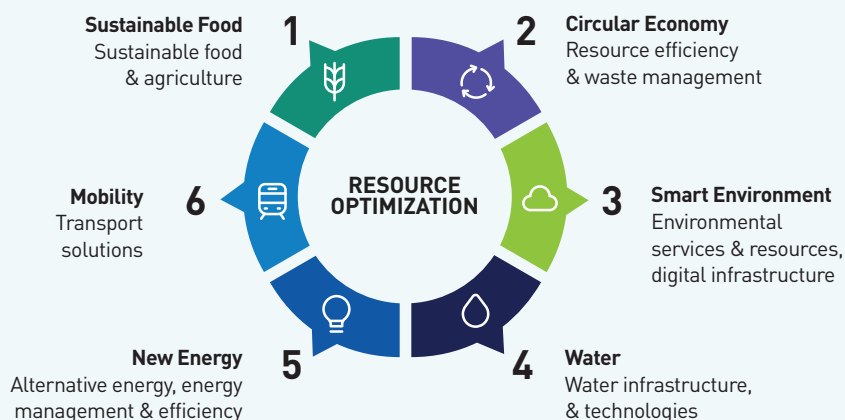 1
Sustainable Food
Sustainable food
& agriculture
2
Circular Economy
Resource efficiency
& waste management
RESOURCE
OPTIMIZATION
3
Smart Environment
Environmental
services & resources,
digital infrastructure
4
Water
Water infrastructure,
& technologies
5
New Energy
Alternative energy, energy
management & efficiency
6
Mobility
Transport
solutions